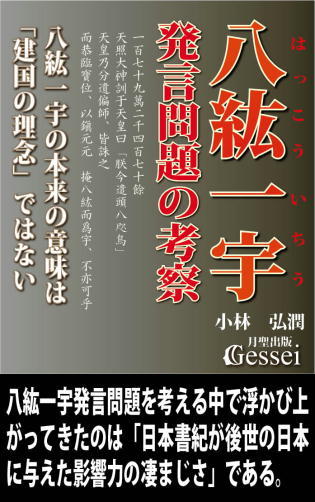 はっこういちう
八紘一宇
発言問題の考察
一百七十九萬二千四百七十餘
天照大神訓于天皇曰「朕今遣頭八咫烏」
天皇乃分遣偏師、皆誅之
而恭臨寶位、以鎭元元　掩八紘而爲宇、不亦可乎
八紘一宇の本来の意味は
「建国の理念」ではない
小林　弘潤
月聖出版
Gessei
八紘一宇発言問題を考える中で浮かび上
がってきたのは「日本書紀が後世の日本
に与えた影響力の凄まじさ」である。